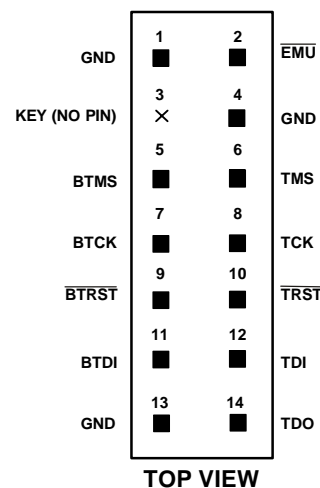 1 2
GND EMU
3 4
KEY (NO PIN) GND
5 6
BTMS TMS
7 8
BTCK TCK
9 10
BTRST TRST
11 12
BTDI TDI
13 14
GND TDO
TOP VIEW